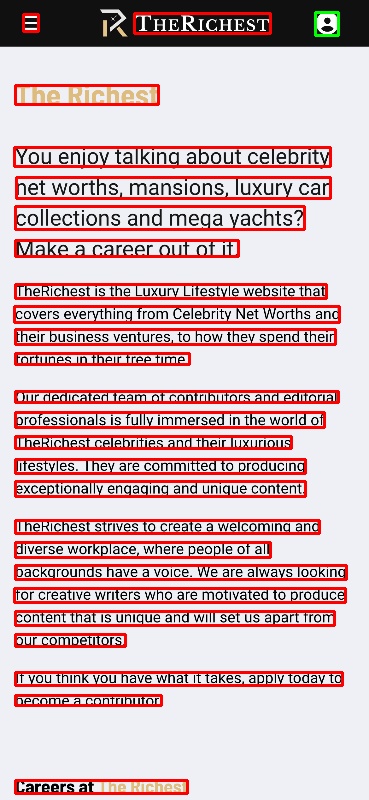 THERICHEST
The Richest
You enjoy talking about celebrity
net worths, mansions, luxury car
collections and mega yachts?
Make a career out of it.
TheRichest is the Luxury Lifestyle website that
covers everything from Celebrity Net Worths and
their business ventures, to how they spend their
fortunes in their free time.
Our dedicated team of contributors and editorial
professionals is fully immersed in the world of
TheRichest celebrities and their luxurious
lifestyles. They are committed to producing
exceptionally engaging and unique content.
TheRichest strives to create a welcoming and
diverse workplace, where people of all
backgrounds have a voice. We are always looking
for creative writers who are motivated to produce
content that is unique and will set us apart from
our competitors.
If you think you have what it takes, apply today to
become a contributor.
Careers at The Richest